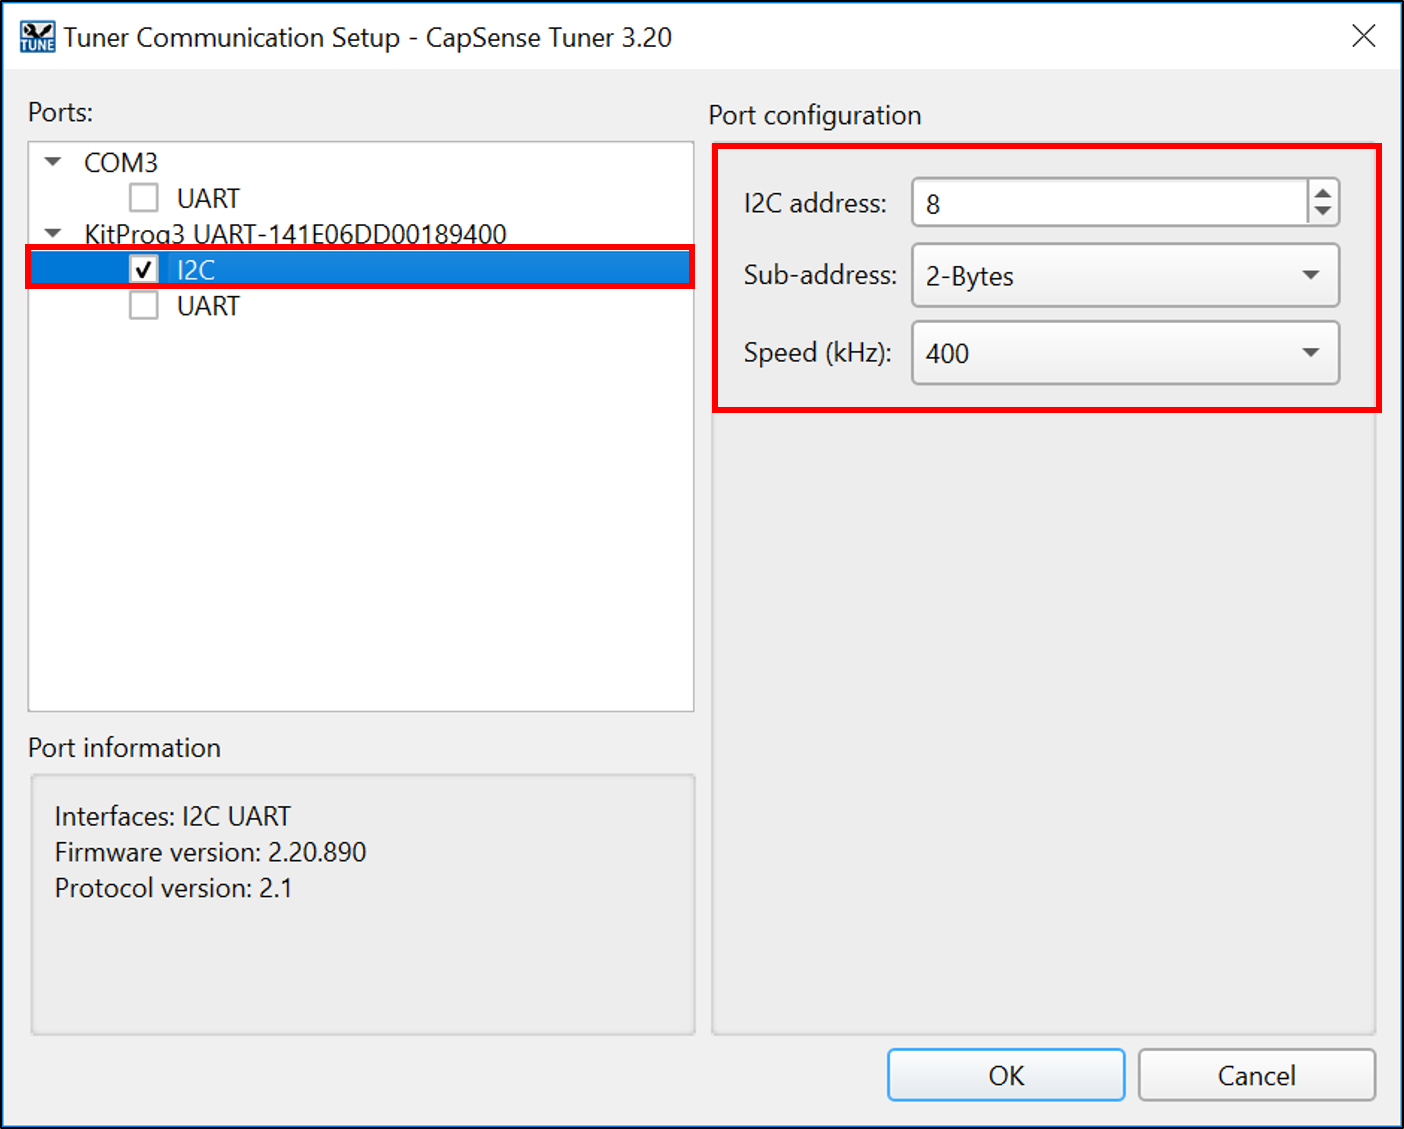 TUNE
Tuner Communication Setup - CapSense Tuner 3.20
Ports:
COM3
UART
KitProg3 UART-141E06DD00189400
I2C
UART
Port information
Interfaces: I2C UART
Firmware version: 2.20.890
Protocol version: 2.1
Port configuration
I2C address: 8
Sub-address: 2-Bytes
Speed (kHz): 400
OK
Cancel